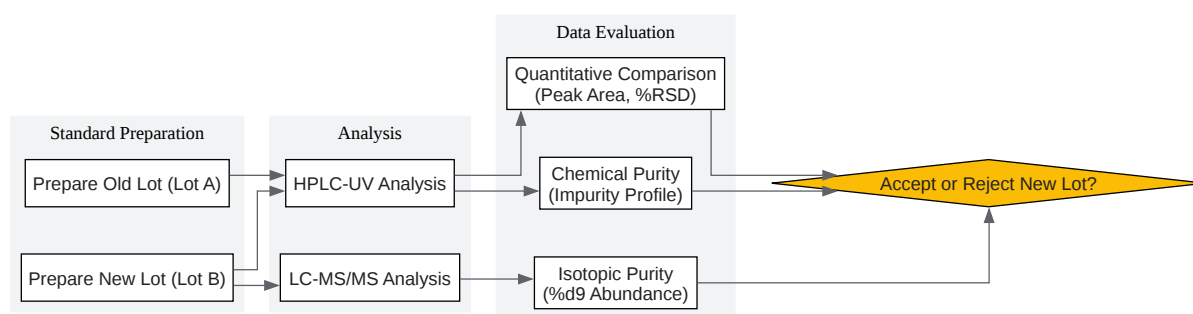 Standard Preparation
Prepare Old Lot (Lot A)
Prepare New Lot (Lot B)
Analysis
HPLC-UV Analysis
LC-MS/MS Analysis
Data Evaluation
Quantitative Comparison
(Peak Area, %RSD)
Chemical Purity
(Impurity Profile)
Isotopic Purity
(%d9 Abundance)
Accept or Reject New Lot?